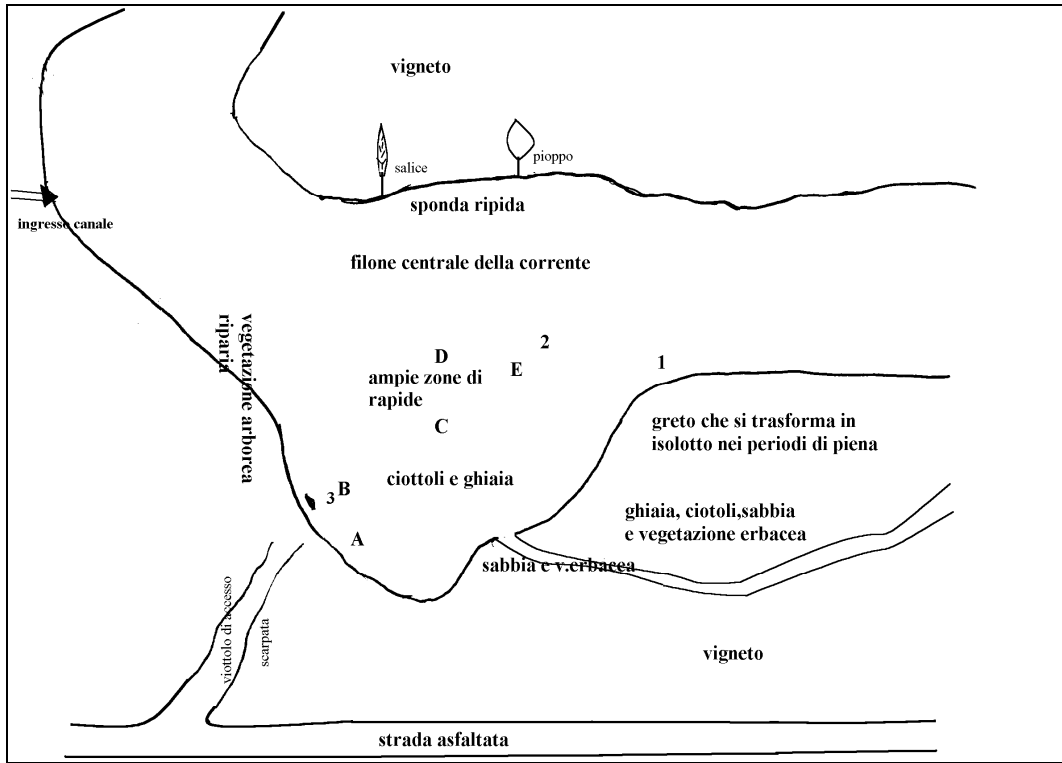 vigneto
salice
pioppo
sponda ripida
ingresso canale
filone centrale della corrente
vegetazione arborea
riparia
D
2
E
1
ampie zone di
rapide
C
greto che si trasforma in
isolotto nei periodi di piena
ciottoli e ghiaia
3 B
A
ghiaia, ciotoli,sabbia
e vegetazione erbacea
sabbia e v.erbacea
viottolo di accesso
scarpata
vigneto
strada asfaltata